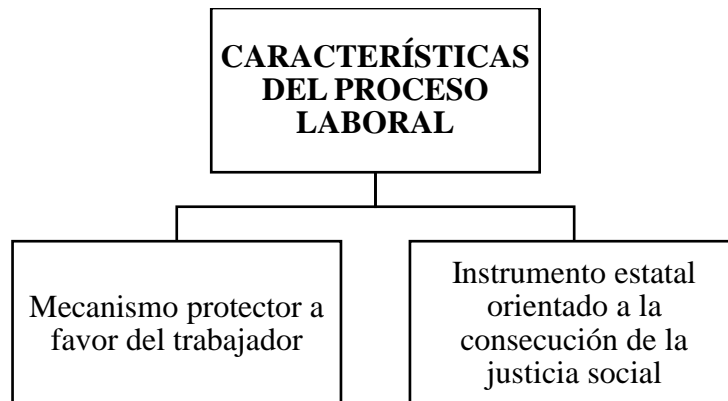 CARACTERÍSTICAS
DEL PROCESO
LABORAL
Mecanismo protector a
favor del trabajador
Instrumento estatal
orientado a la
consecución de la
justicia social